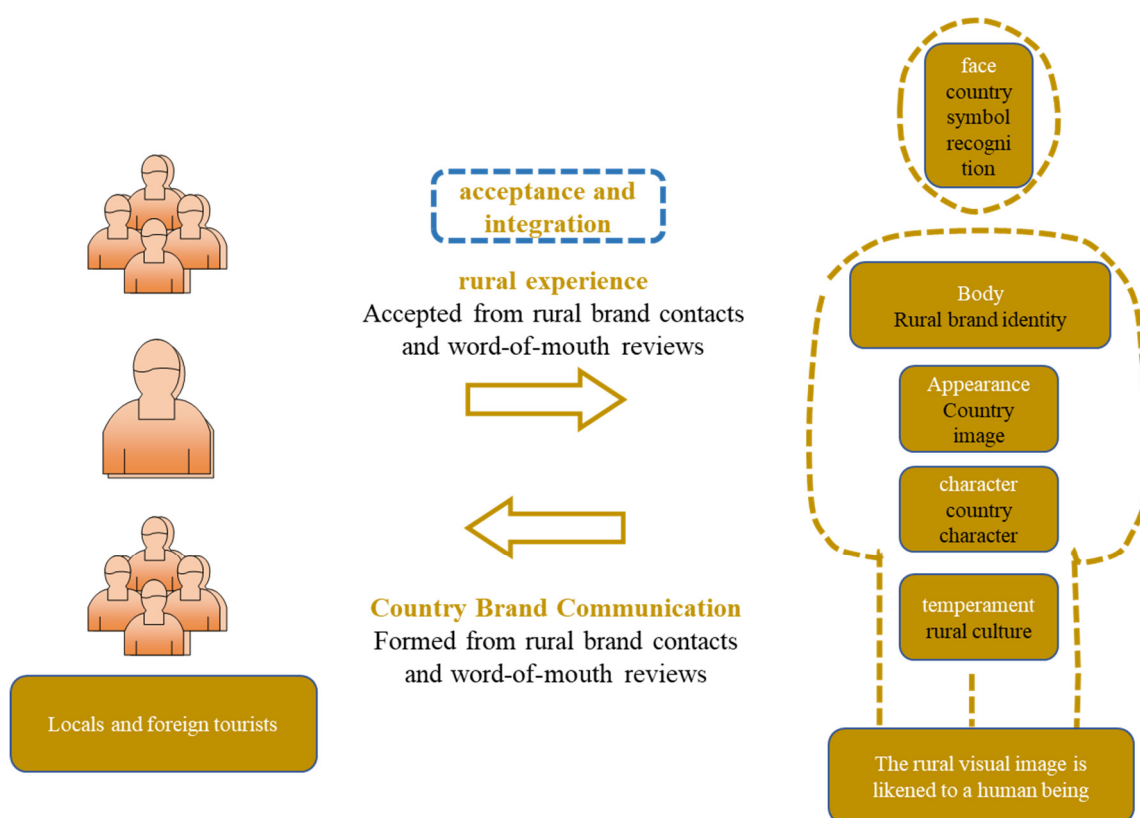 face
country
symbol
recogni
tion
acceptance and
integration
rural experience
Accepted from rural brand contacts
and word-of-mouth reviews
Body
Rural brand identity
Appearance
Country
image
character
country
character
Country Brand Communication
Formed from rural brand contacts
and word-of-mouth reviews
temperament
rural culture
Locals and foreign tourists
The rural visual image is
likened to a human being